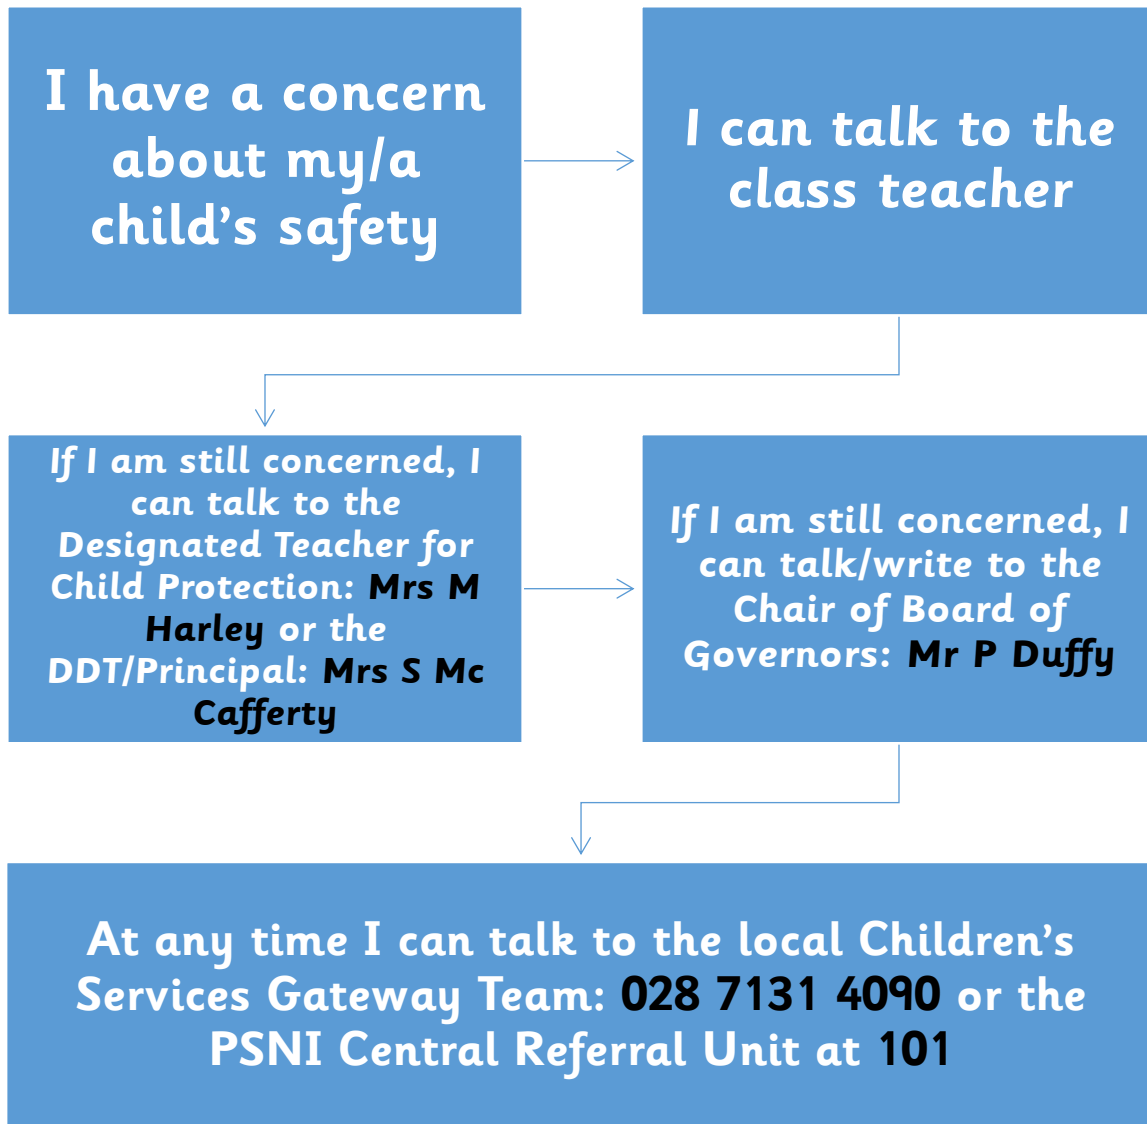 I have a concern
about my/a
child's safety
I can talk to the
class teacher
If I am still concerned, I
can talk to the
Designated Teacher for
Child Protection: Mrs M
Harley or the
DDT/Principal: Mrs S Mc
Cafferty
If I am still concerned, I
can talk/write to the
Chair of Board of
Governors: Mr P Duffy
At any time I can talk to the local Children's
Services Gateway Team: 028 7131 4090 or the
PSNI Central Referral Unit at 101